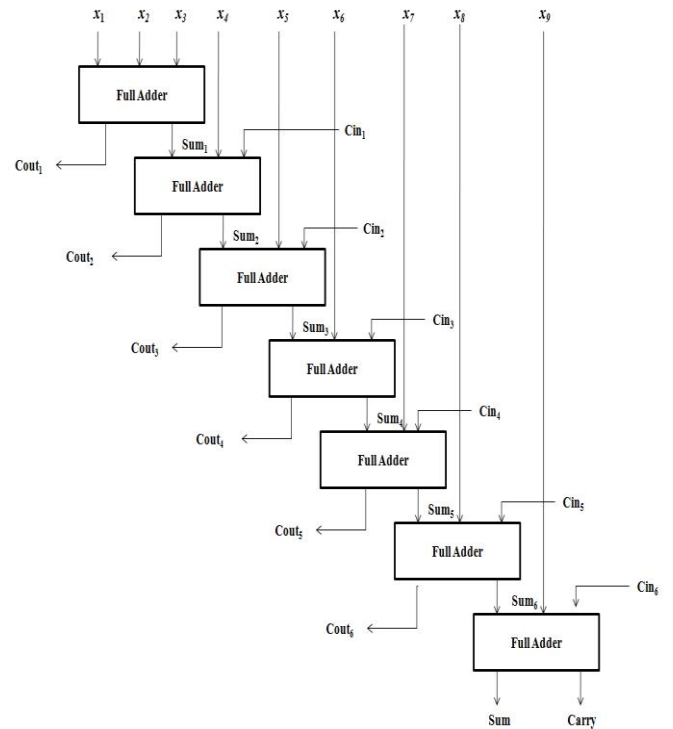 x₁ x₂ x₃ x₄ x₅ x₆ x₇ x₈ x₉
Full Adder
Sum₁ Cin₁
Cout₁
Full Adder
Sum₂ Cin₂
Cout₂
Full Adder
Sum₃ Cin₃
Cout₃
Full Adder
Sum₄ Cin₄
Cout₄
Full Adder
Sum₅ Cin₅
Cout₅
Full Adder
Sum₆ Cin₆
Cout₆
Full Adder
Sum Carry